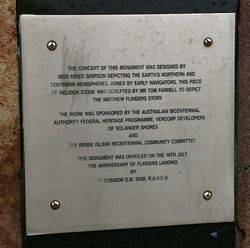 THE CONCEPT OF THIS MONUMENT WAS DESIGNED BY
MISS KIRSTI SIMPSON DEPICTING THE EARTH'S NORTHERN AND
SOUTHERN HEMISPHERES JOINED BY EARLY NAVIGATORS. THIS PIECE
OF HELIDON STONE WAS SCULPTED BY MR TOM FARRELL TO DEPICT
THE MATTHEW FLINDERS STORY
THE WORK WAS SPONSORED BY THE AUSTRALIAN BICENTENNIAL
AUTHORITY FEDERAL HERITAGE PROGRAMME, VERCORP DEVELOPERS
OF SOLANDER SHORES
AND
THE BRIBIE ISLAND BICENTENNIAL COMMUNITY COMMITTEE
THIS MONUMENT WAS UNVEILED ON THE 16TH JULY
THE ANNIVERSARY OF FLINDERS LANDING
BY
LT. COMMDR D.W. KIDD, R.A.N.E.M